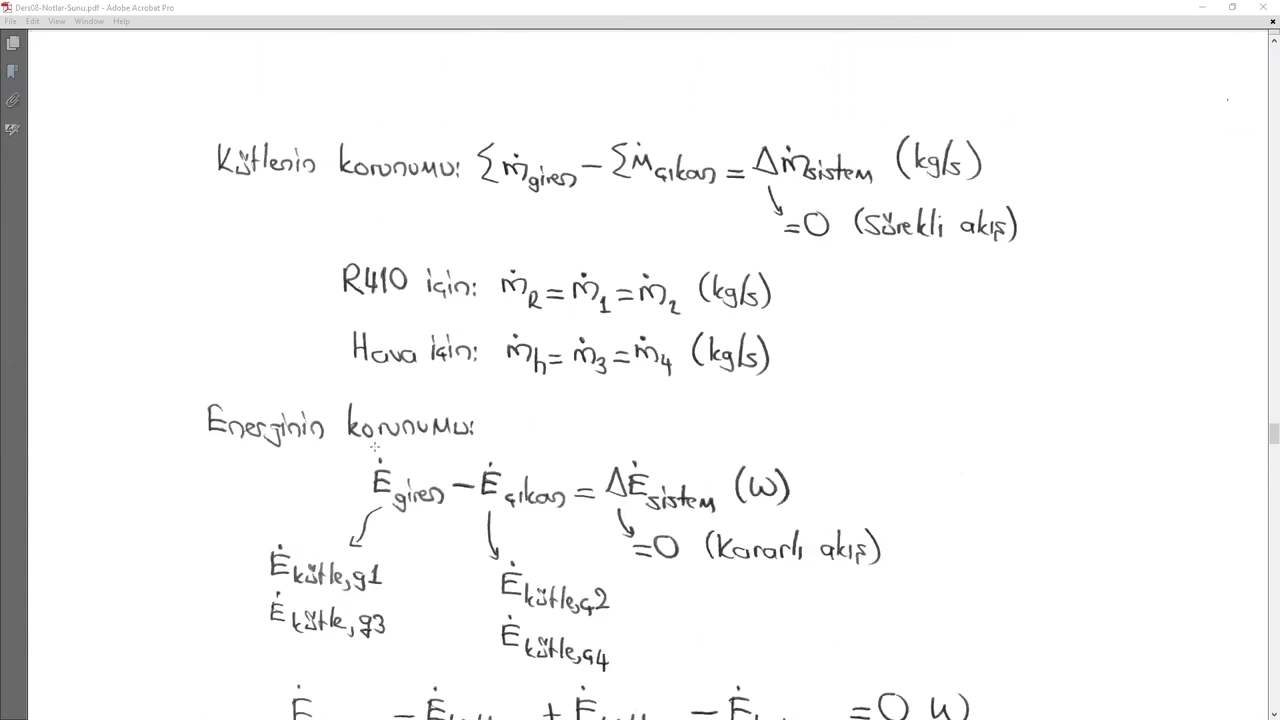 Ders08-Notlar-Sunu.pdf - Adobe Acrobat Pro
File Edit View Window Help
Kütlenin korunumu: Σṁgiren - Σṁçıkan = Δṁsistem (kg/s)
=0 (Sürekli akış)
R410 için: ṁR = ṁ1 = ṁ2 (kg/s)
Hava için: ṁh = ṁ3 = ṁ4 (kg/s)
Enerjinin korunumu:
Ėgiren - Ėçıkan = ΔĖsistem (W)
=0 (Kararlı akış)
Ėkütle,g1
Ėkütle,ç2
Ėkütle,g3
Ėkütle,ç4